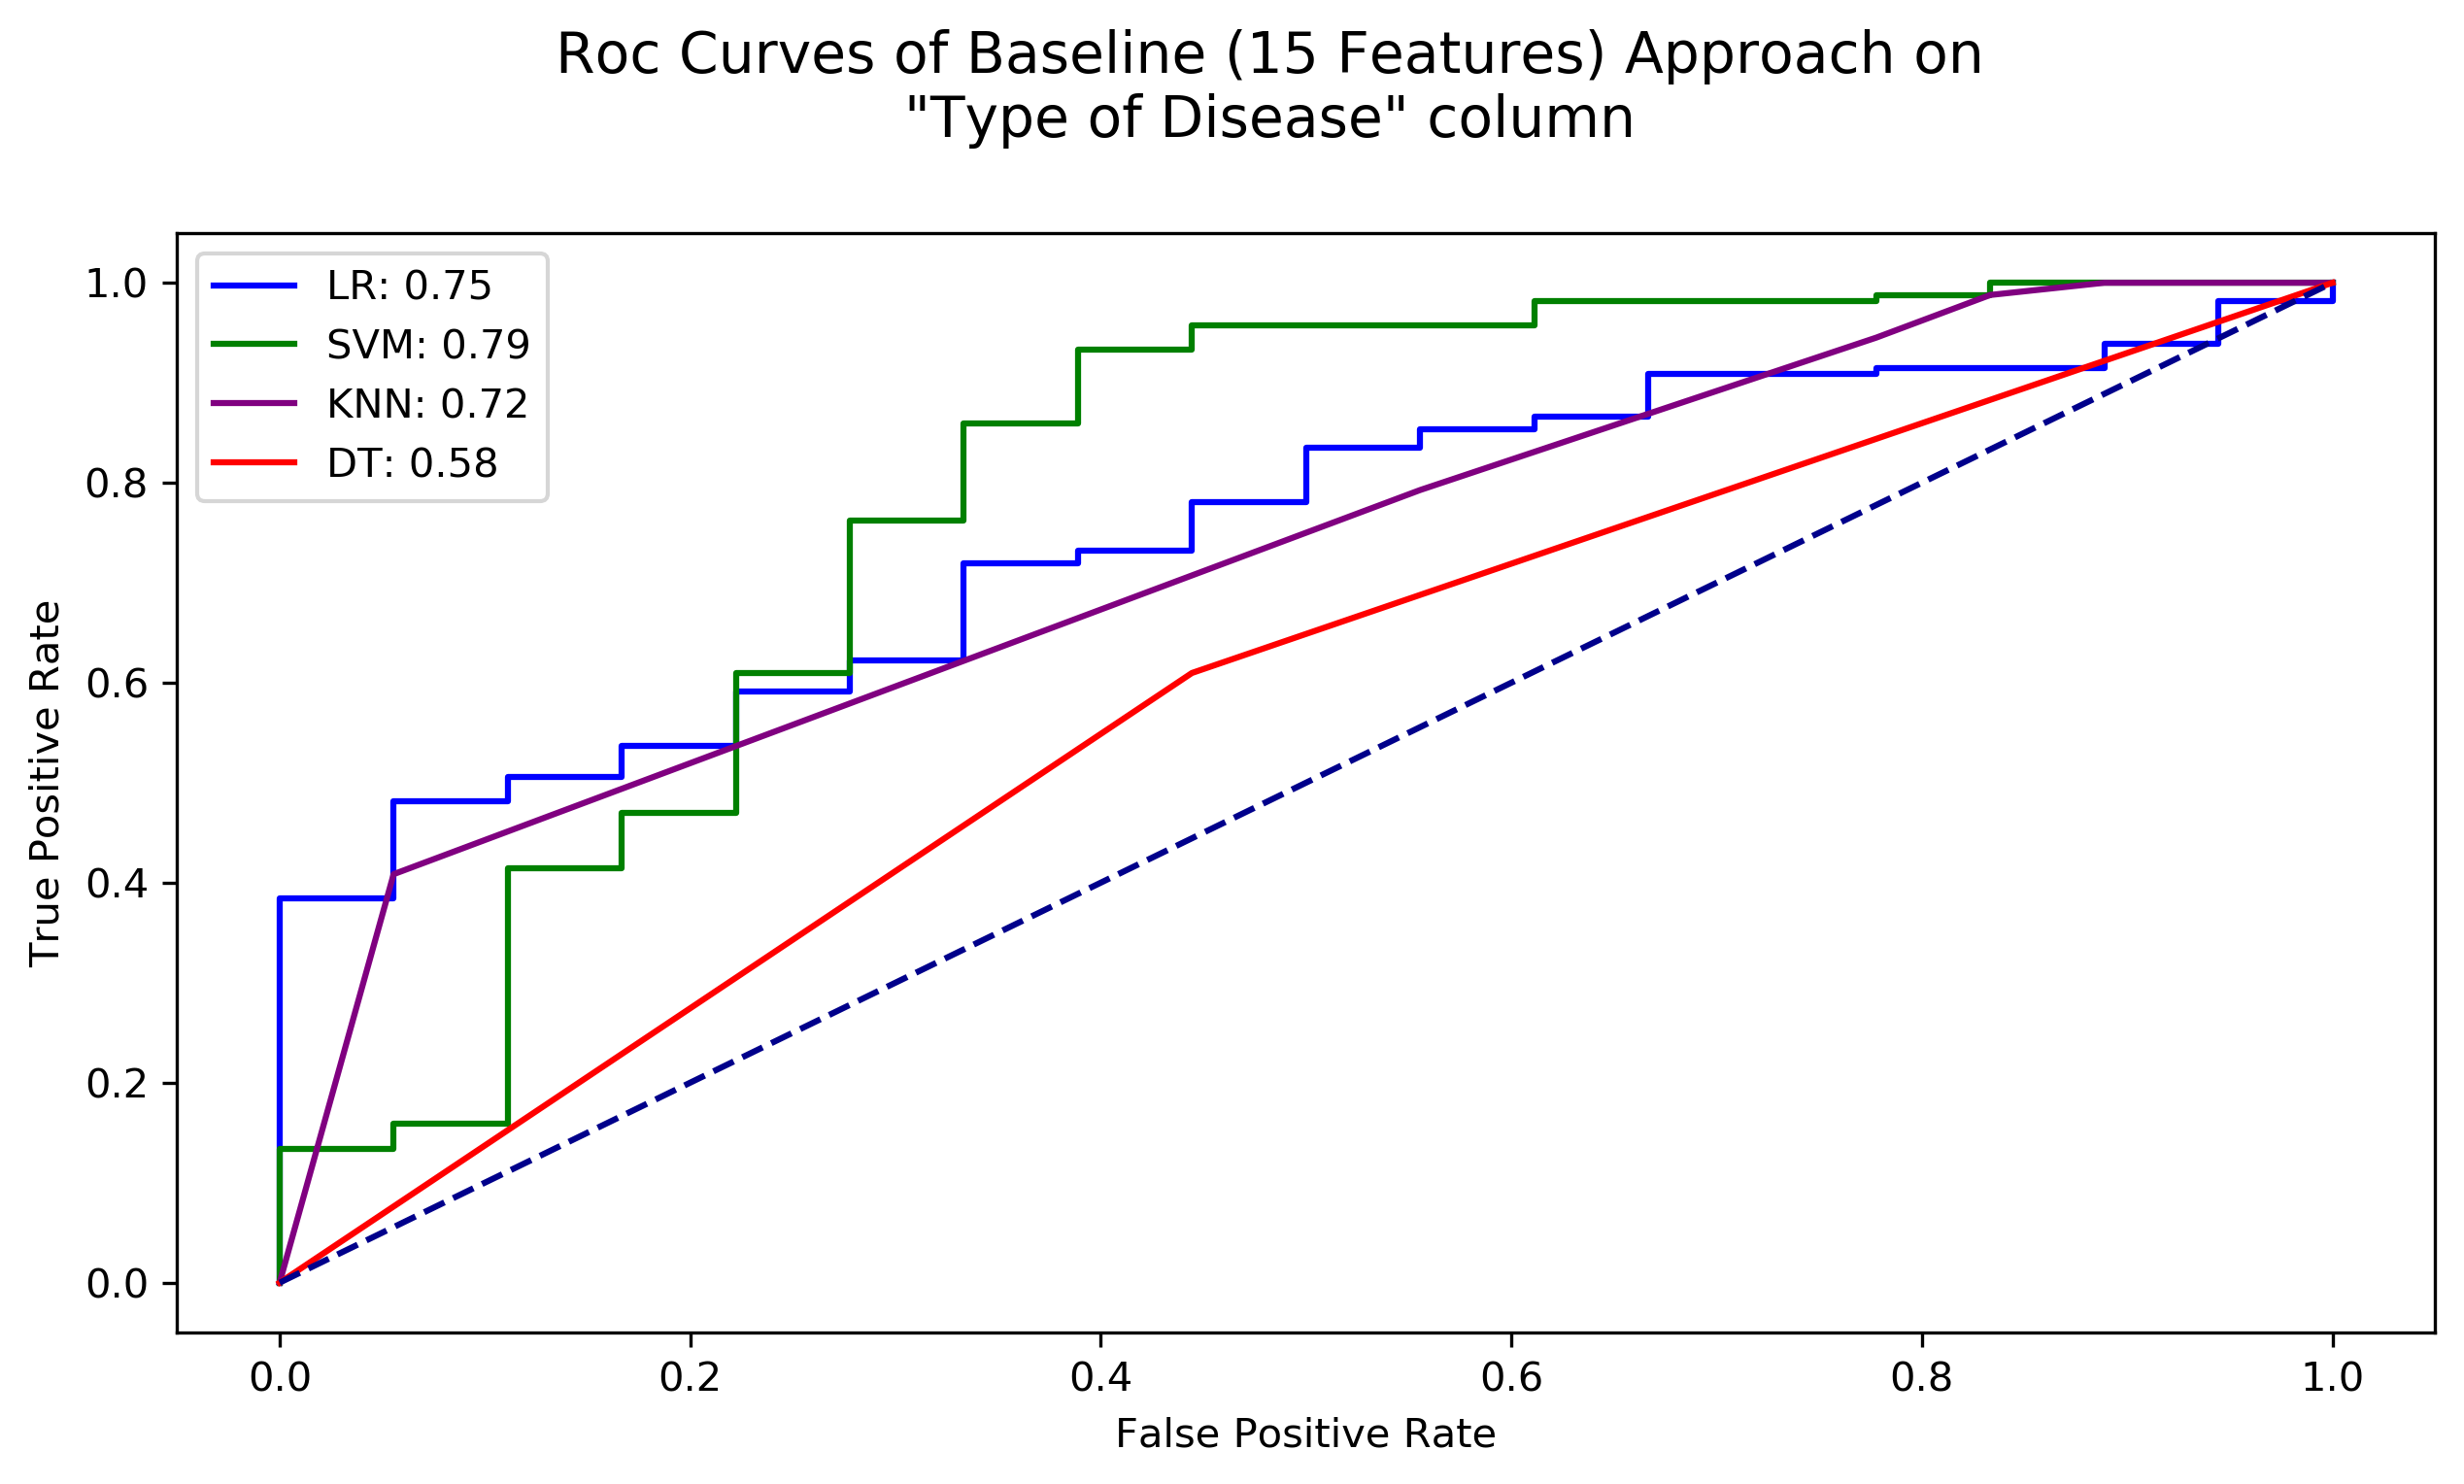 Roc Curves of Baseline (15 Features) Approach on
"Type of Disease" column
LR: 0.75
SVM: 0.79
KNN: 0.72
DT: 0.58
1.0
0.8
0.6
0.4
0.2
0.0
True Positive Rate
0.0 0.2 0.4 0.6 0.8 1.0
False Positive Rate